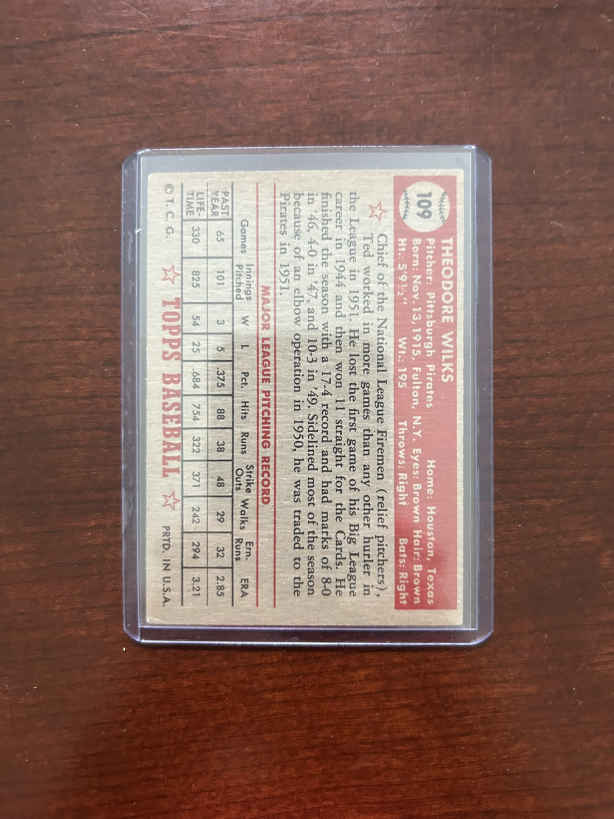 109
THEODORE WILKS
Pitcher: Pittsburgh Pirates Home: Houston, Texas
Born: Nov. 13, 1915, Fulton, N.Y. Eyes: Brown Hair: Brown
Ht.: 5'9½" Wt.: 195 Throws: Right Bats: Right
Chief of the National League Firemen (relief pitchers),
Ted worked in more games than any other hurler in
the League in 1951. He lost the first game of his Big League
career in 1944 and then won 11 straight for the Cards. He
finished the season with a 17-4 record and had marks of 8-0
in '46, 4-0 in '47, and 10-3 in '49. Sidelined most of the season
because of an elbow operation in 1950, he was traded to the
Pirates in 1951.
MAJOR LEAGUE PITCHING RECORD
Games Innings Pitched W L Pct. Hits Runs Strike Outs Walks Ern. Runs ERA
PAST YEAR 65 101 3 5 .375 88 38 48 29 32 2.85
LIFE-TIME 330 825 54 25 .684 754 322 371 242 294 3.21
© T. C. G. TOPPS BASEBALL PRTD. IN U.S.A.